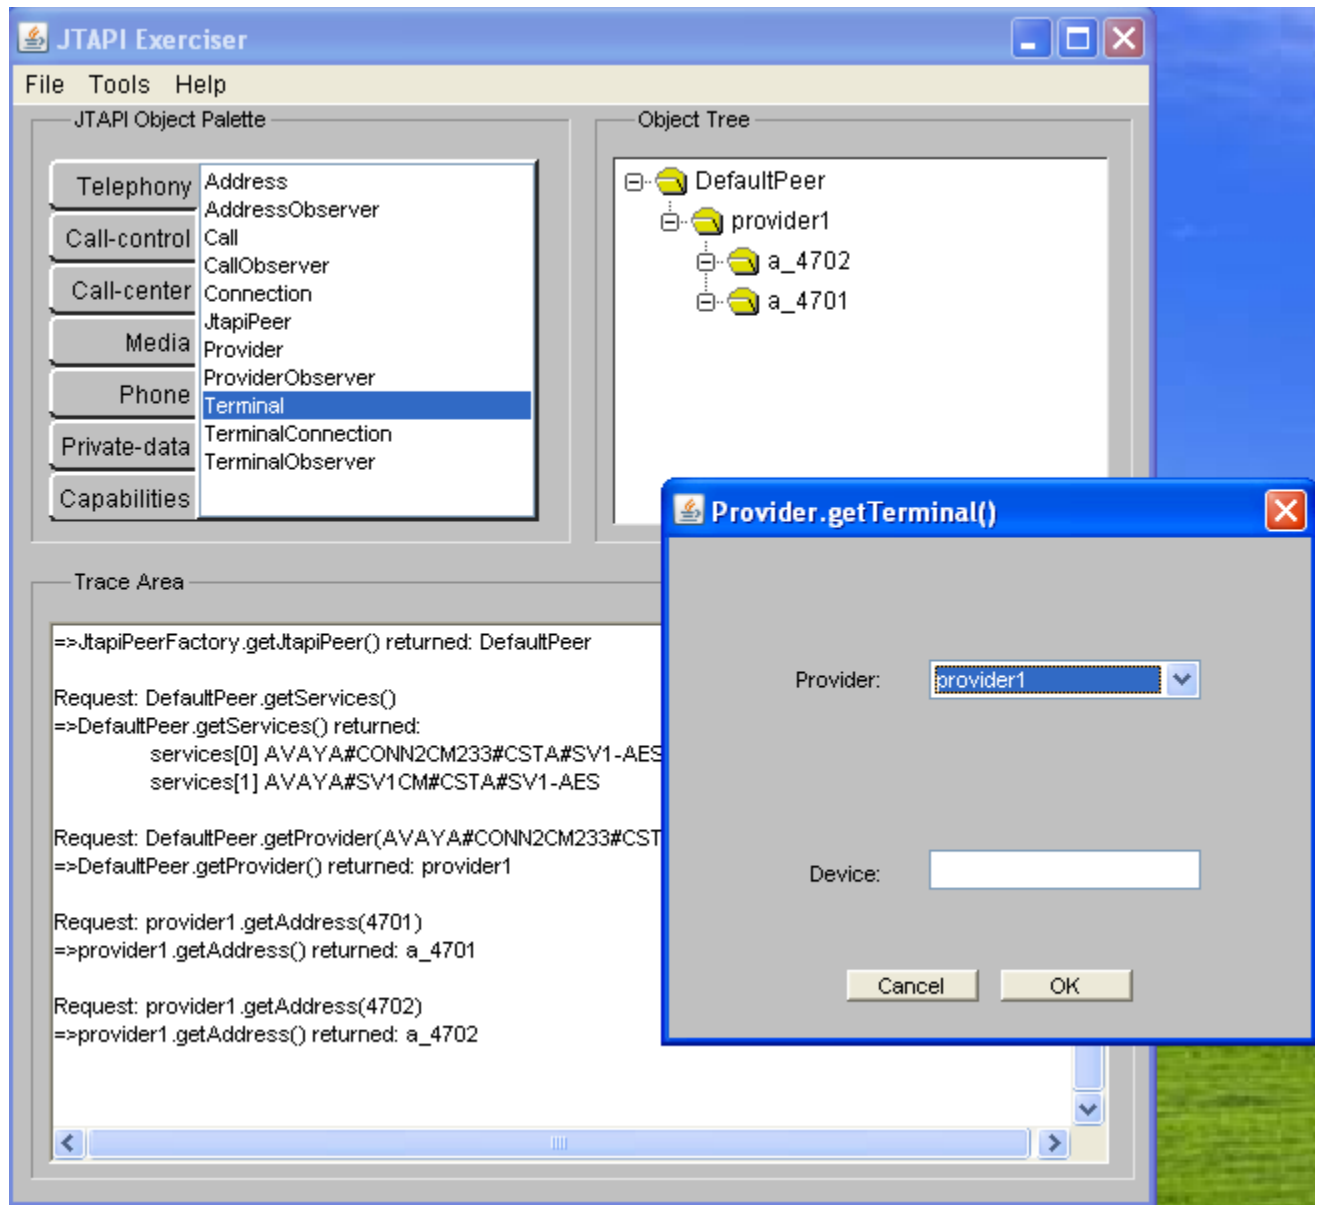 JTAPI Exerciser
File Tools Help
JTAPI Object Palette
Telephony
Call-control
Call-center
Media
Phone
Private-data
Capabilities
Address
AddressObserver
Call
CallObserver
Connection
JtapiPeer
Provider
ProviderObserver
Terminal
TerminalConnection
TerminalObserver
Object Tree
DefaultPeer
provider1
a_4702
a_4701
Trace Area
=>JtapiPeerFactory.getJtapiPeer() returned: DefaultPeer
Request: DefaultPeer.getServices()
=>DefaultPeer.getServices() returned:
services[0] AVAYA#CONN2CM233#CSTA#SV1-AES
services[1] AVAYA#SV1CM#CSTA#SV1-AES
Request: DefaultPeer.getProvider(AVAYA#CONN2CM233#CST
=>DefaultPeer.getProvider() returned: provider1
Request: provider1.getAddress(4701)
=>provider1.getAddress() returned: a_4701
Request: provider1.getAddress(4702)
=>provider1.getAddress() returned: a_4702
Provider.getTerminal()
Provider: provider1
Device:
Cancel OK